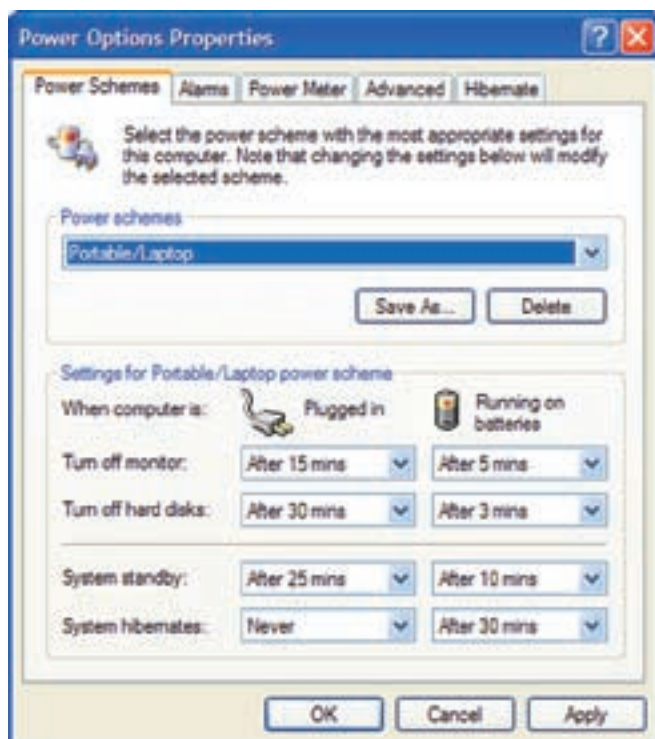 Power Options Properties
Power Schemes Alarms Power Meter Advanced Hibernate
Select the power scheme with the most appropriate settings for
this computer. Note that changing the settings below will modify
the selected scheme.
Power schemes
Portable/Laptop
Save As... Delete
Settings for Portable/Laptop power scheme
When computer is: Plugged in Running on
batteries
Turn off monitor: After 15 mins After 5 mins
Turn off hard disks: After 30 mins After 3 mins
System standby: After 25 mins After 10 mins
System hibernates: Never After 30 mins
OK Cancel Apply